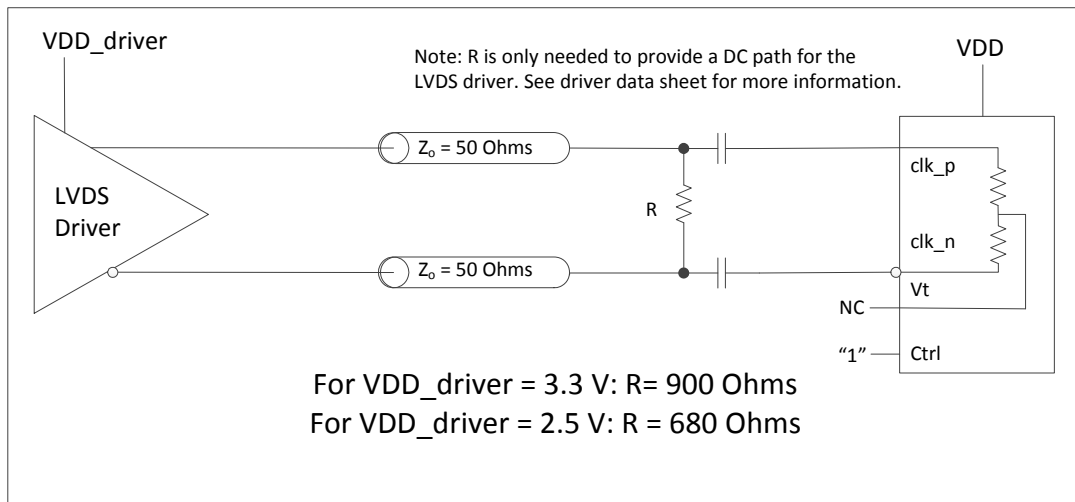 VDD_driver
Note: R is only needed to provide a DC path for the
LVDS driver. See driver data sheet for more information.
VDD
Zo = 50 Ohms
clk_p
LVDS
Driver
R
clk_n
Zo = 50 Ohms
Vt
NC
“1”
Ctrl
For VDD_driver = 3.3 V: R= 900 Ohms
For VDD_driver = 2.5 V: R = 680 Ohms